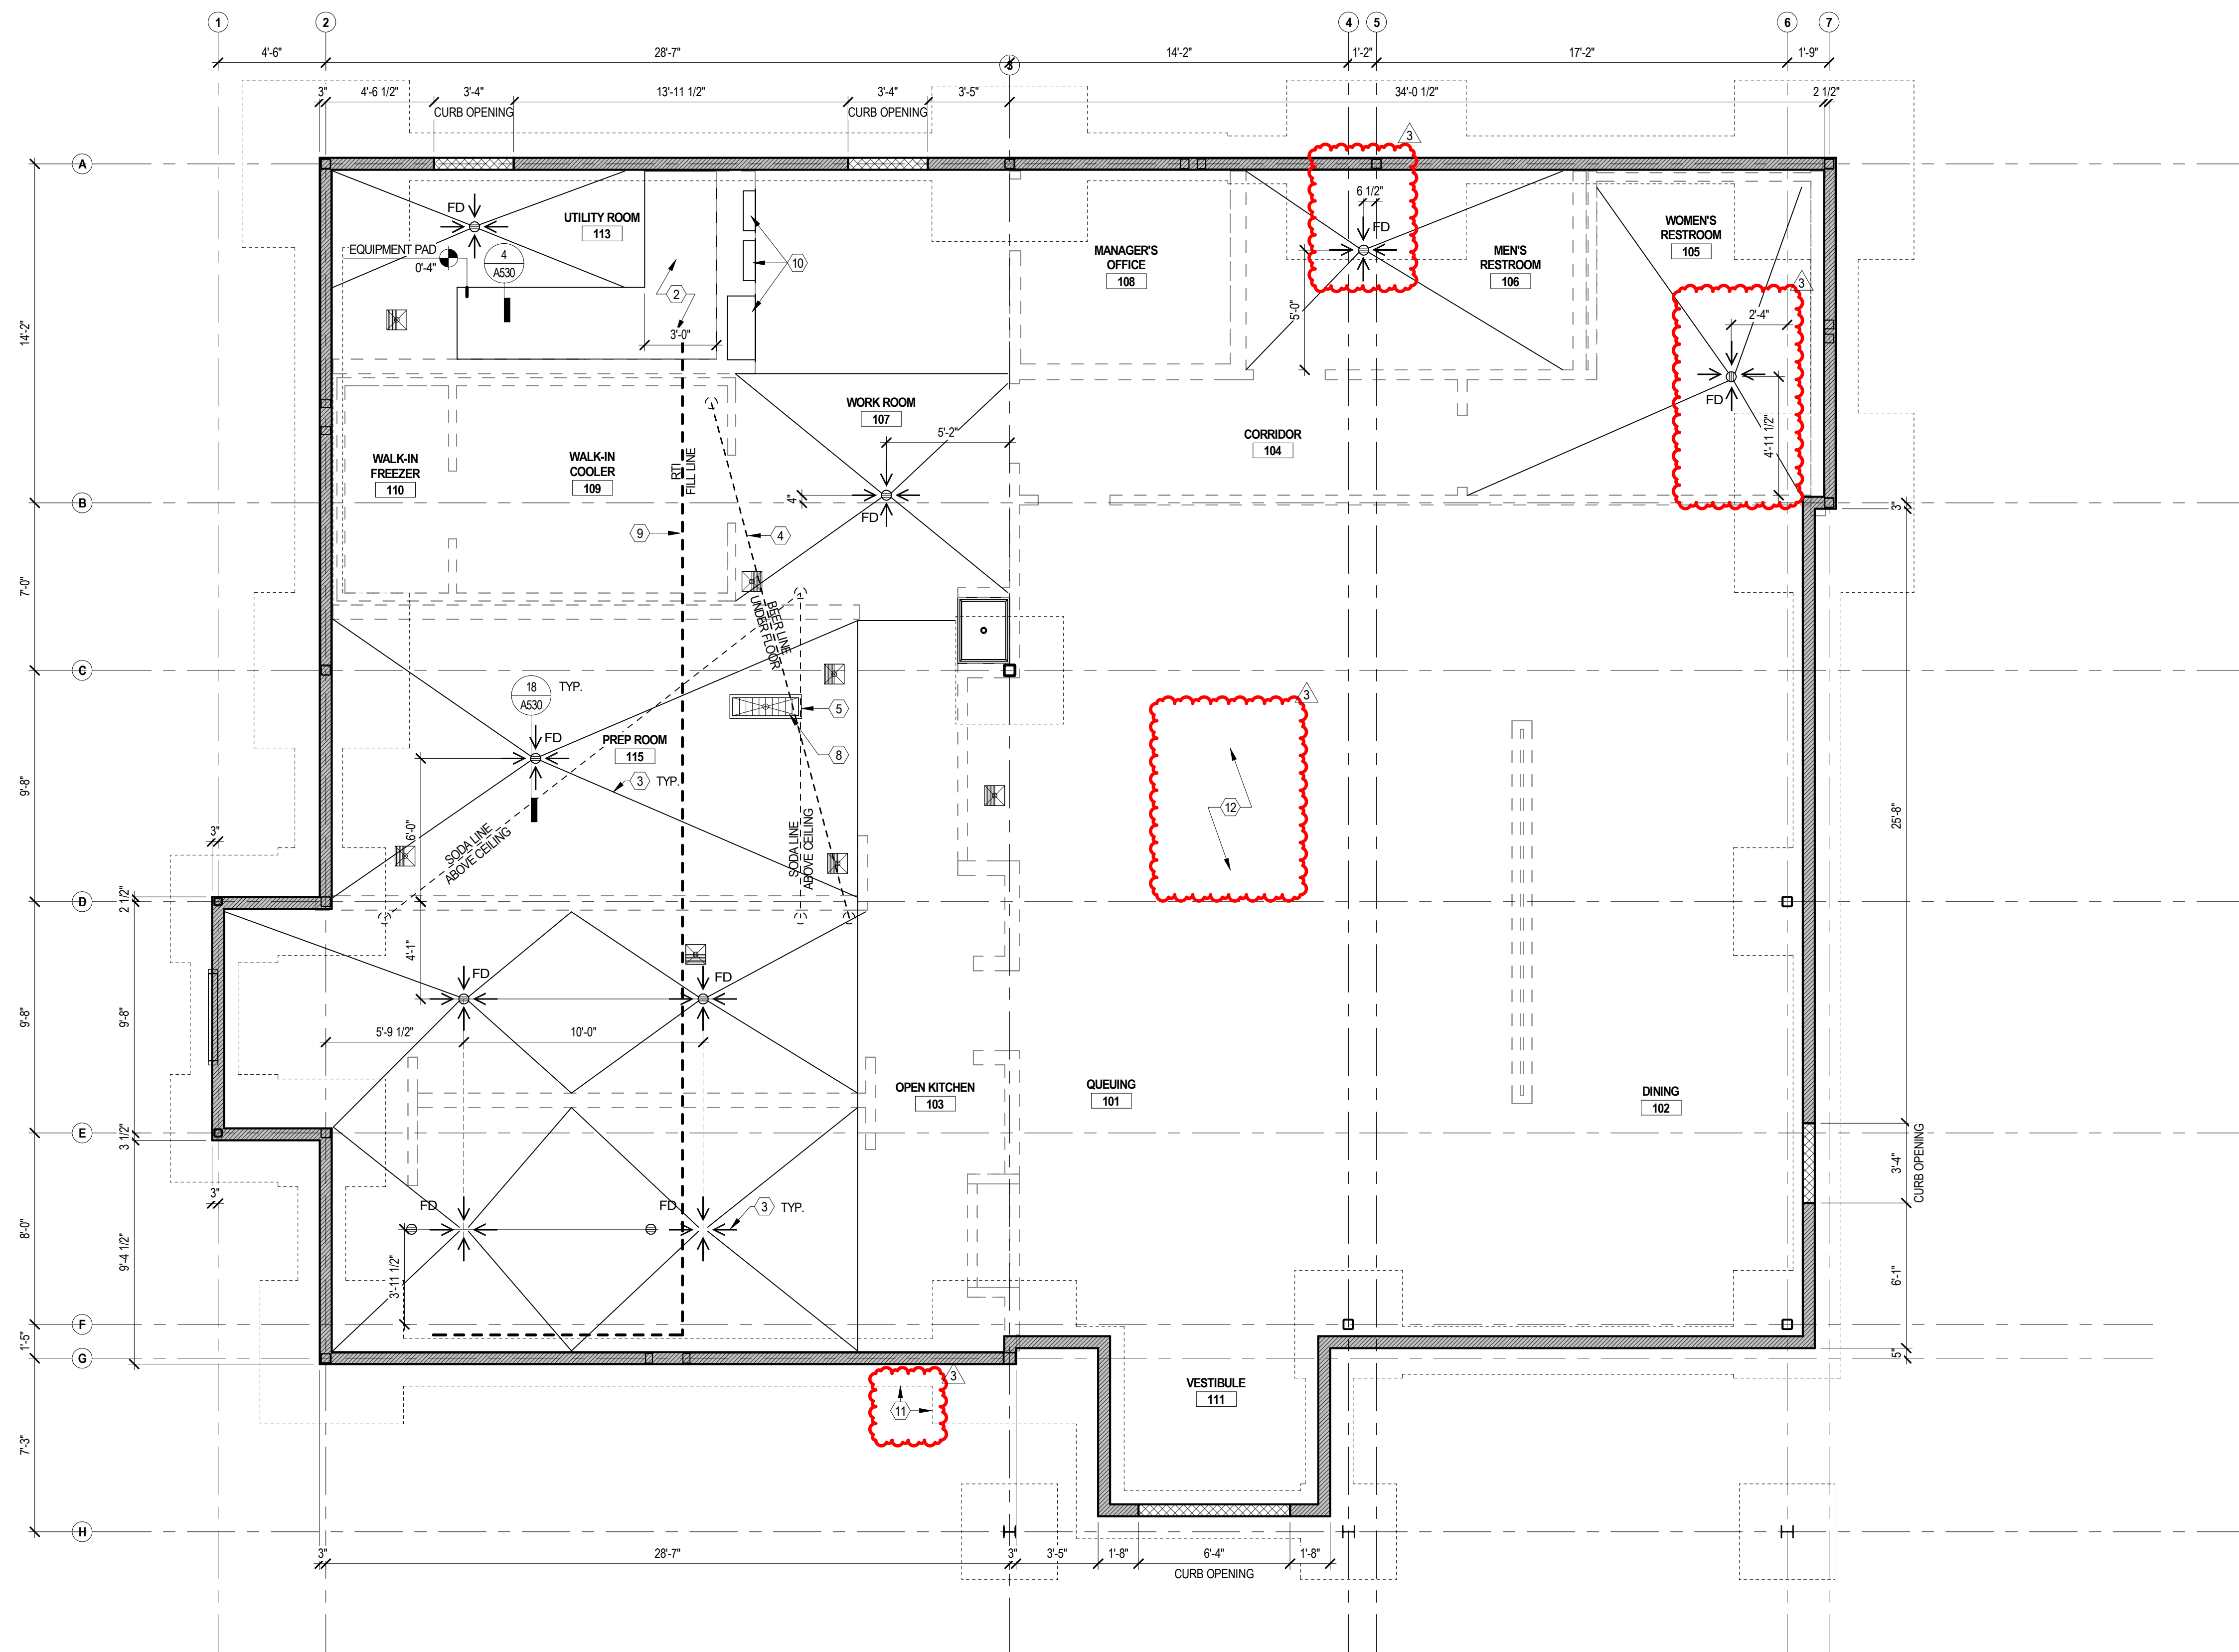 1
2
4
5
6
7
4'-6"
28'-7"
14'-2"
1'-2"
17'-2"
1'-9"
3
3"
4'-6 1/2"
3'-4"
13'-11 1/2"
3'-4"
3'-5"
34'-0 1/2"
2 1/2"
CURB OPENING
CURB OPENING
3
A
FD
UTILITY ROOM
113
6 1/2"
FD
WOMEN'S
RESTROOM
105
EQUIPMENT PAD
0'-4"
4
A530
10
MANAGER'S
OFFICE
108
MEN'S
RESTROOM
106
3
2
5'-0"
2'-4"
14'-2"
3'-0"
FD
WORK ROOM
107
5'-2"
CORRIDOR
104
4'-11 1/2"
WALK-IN
FREEZER
110
WALK-IN
COOLER
109
RTI
FILL LINE
4"
B
3"
FD
9
4
7'-0"
BEER LINE
UNDER FLOOR
C
18
A530
TYP.
3
5
FD
PREP ROOM
115
8
3
TYP.
9'-8"
12
25'-8"
6'-0"
3"
SODA LINE
ABOVE CEILING
SODA LINE
ABOVE CEILING
D
2 1/2"
4'-1"
FD
FD
9'-8"
9'-8"
5'-9 1/2"
10'-0"
OPEN KITCHEN
103
QUEUING
101
DINING
102
E
3 1/2"
3'-4"
CURB OPENING
3"
FD
FD
3
TYP.
8'-0"
9'-4 1/2"
3'-11 1/2"
6'-1"
F
1'-5"
G
5"
3
11
VESTIBULE
111
7'-3"
H
3"
28'-7"
3"
3'-5"
1'-8"
6'-4"
1'-8"
CURB OPENING